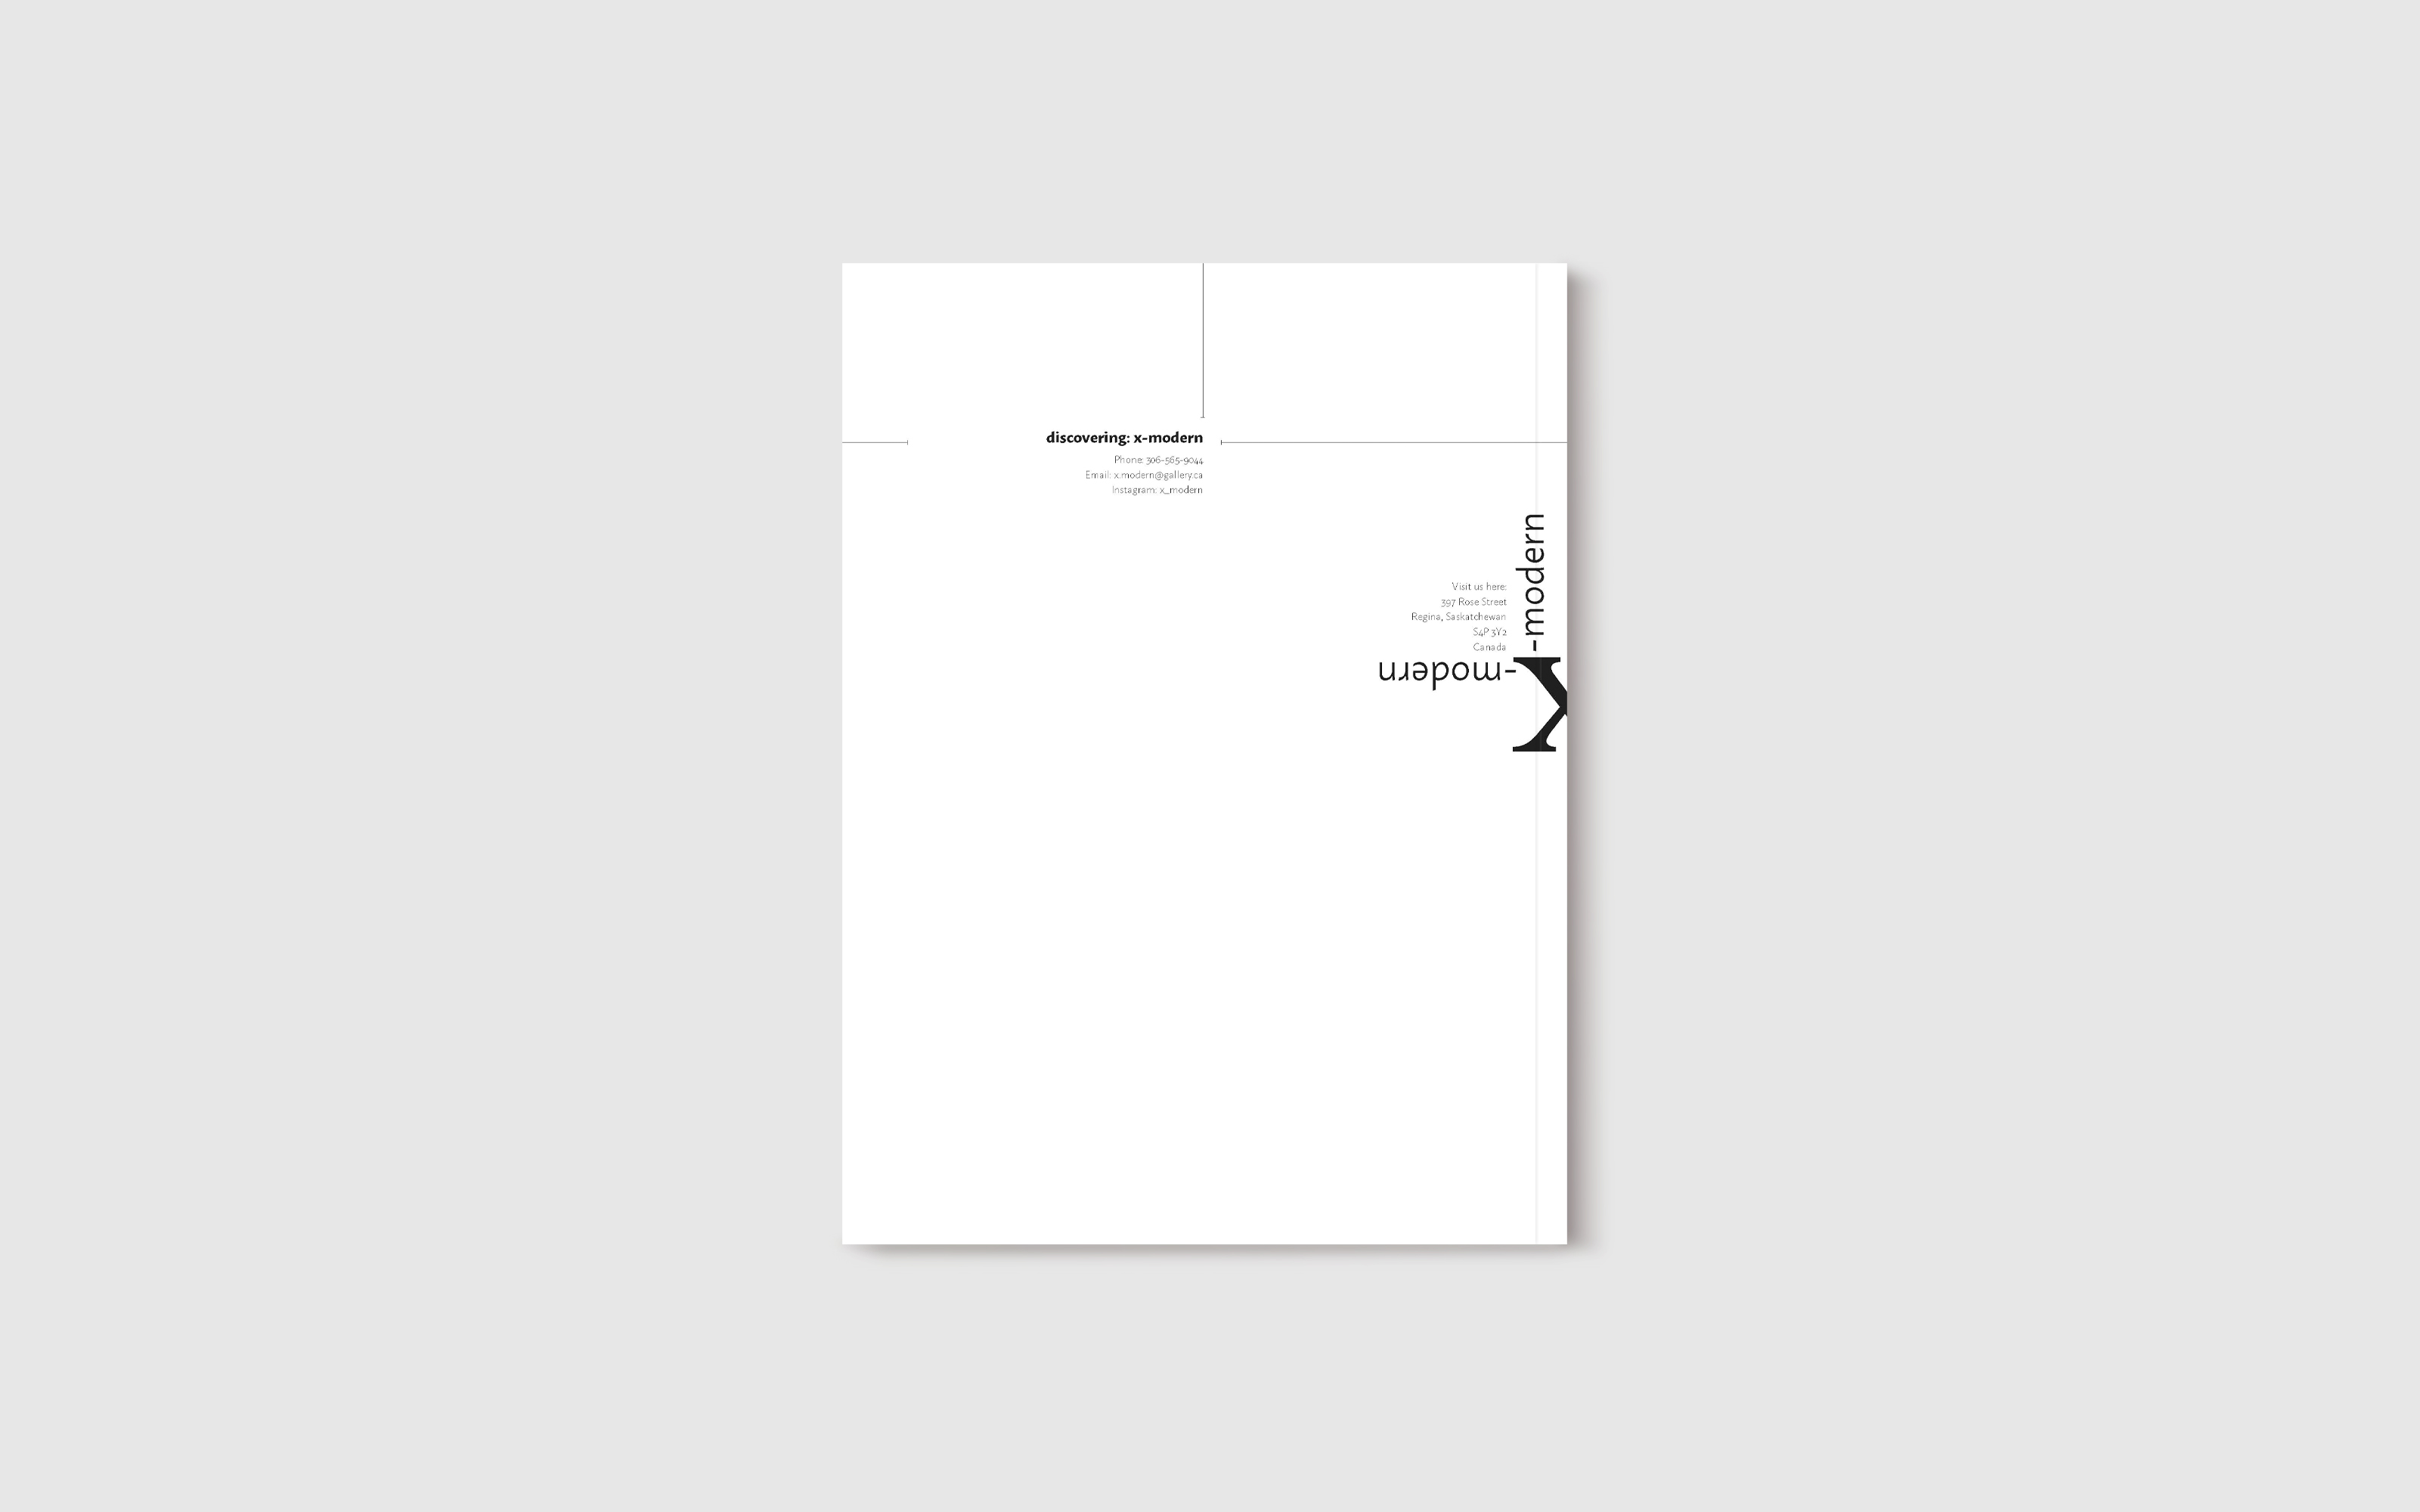 discovering: x-modern
Phone: 306-565-9044
Email: x.modern@gallery.ca
Instagram: x_modern
-modern
Visit us here:
397 Rose Street
Regina, Saskatchewan
S4P 3Y2
Canada
-modern
x